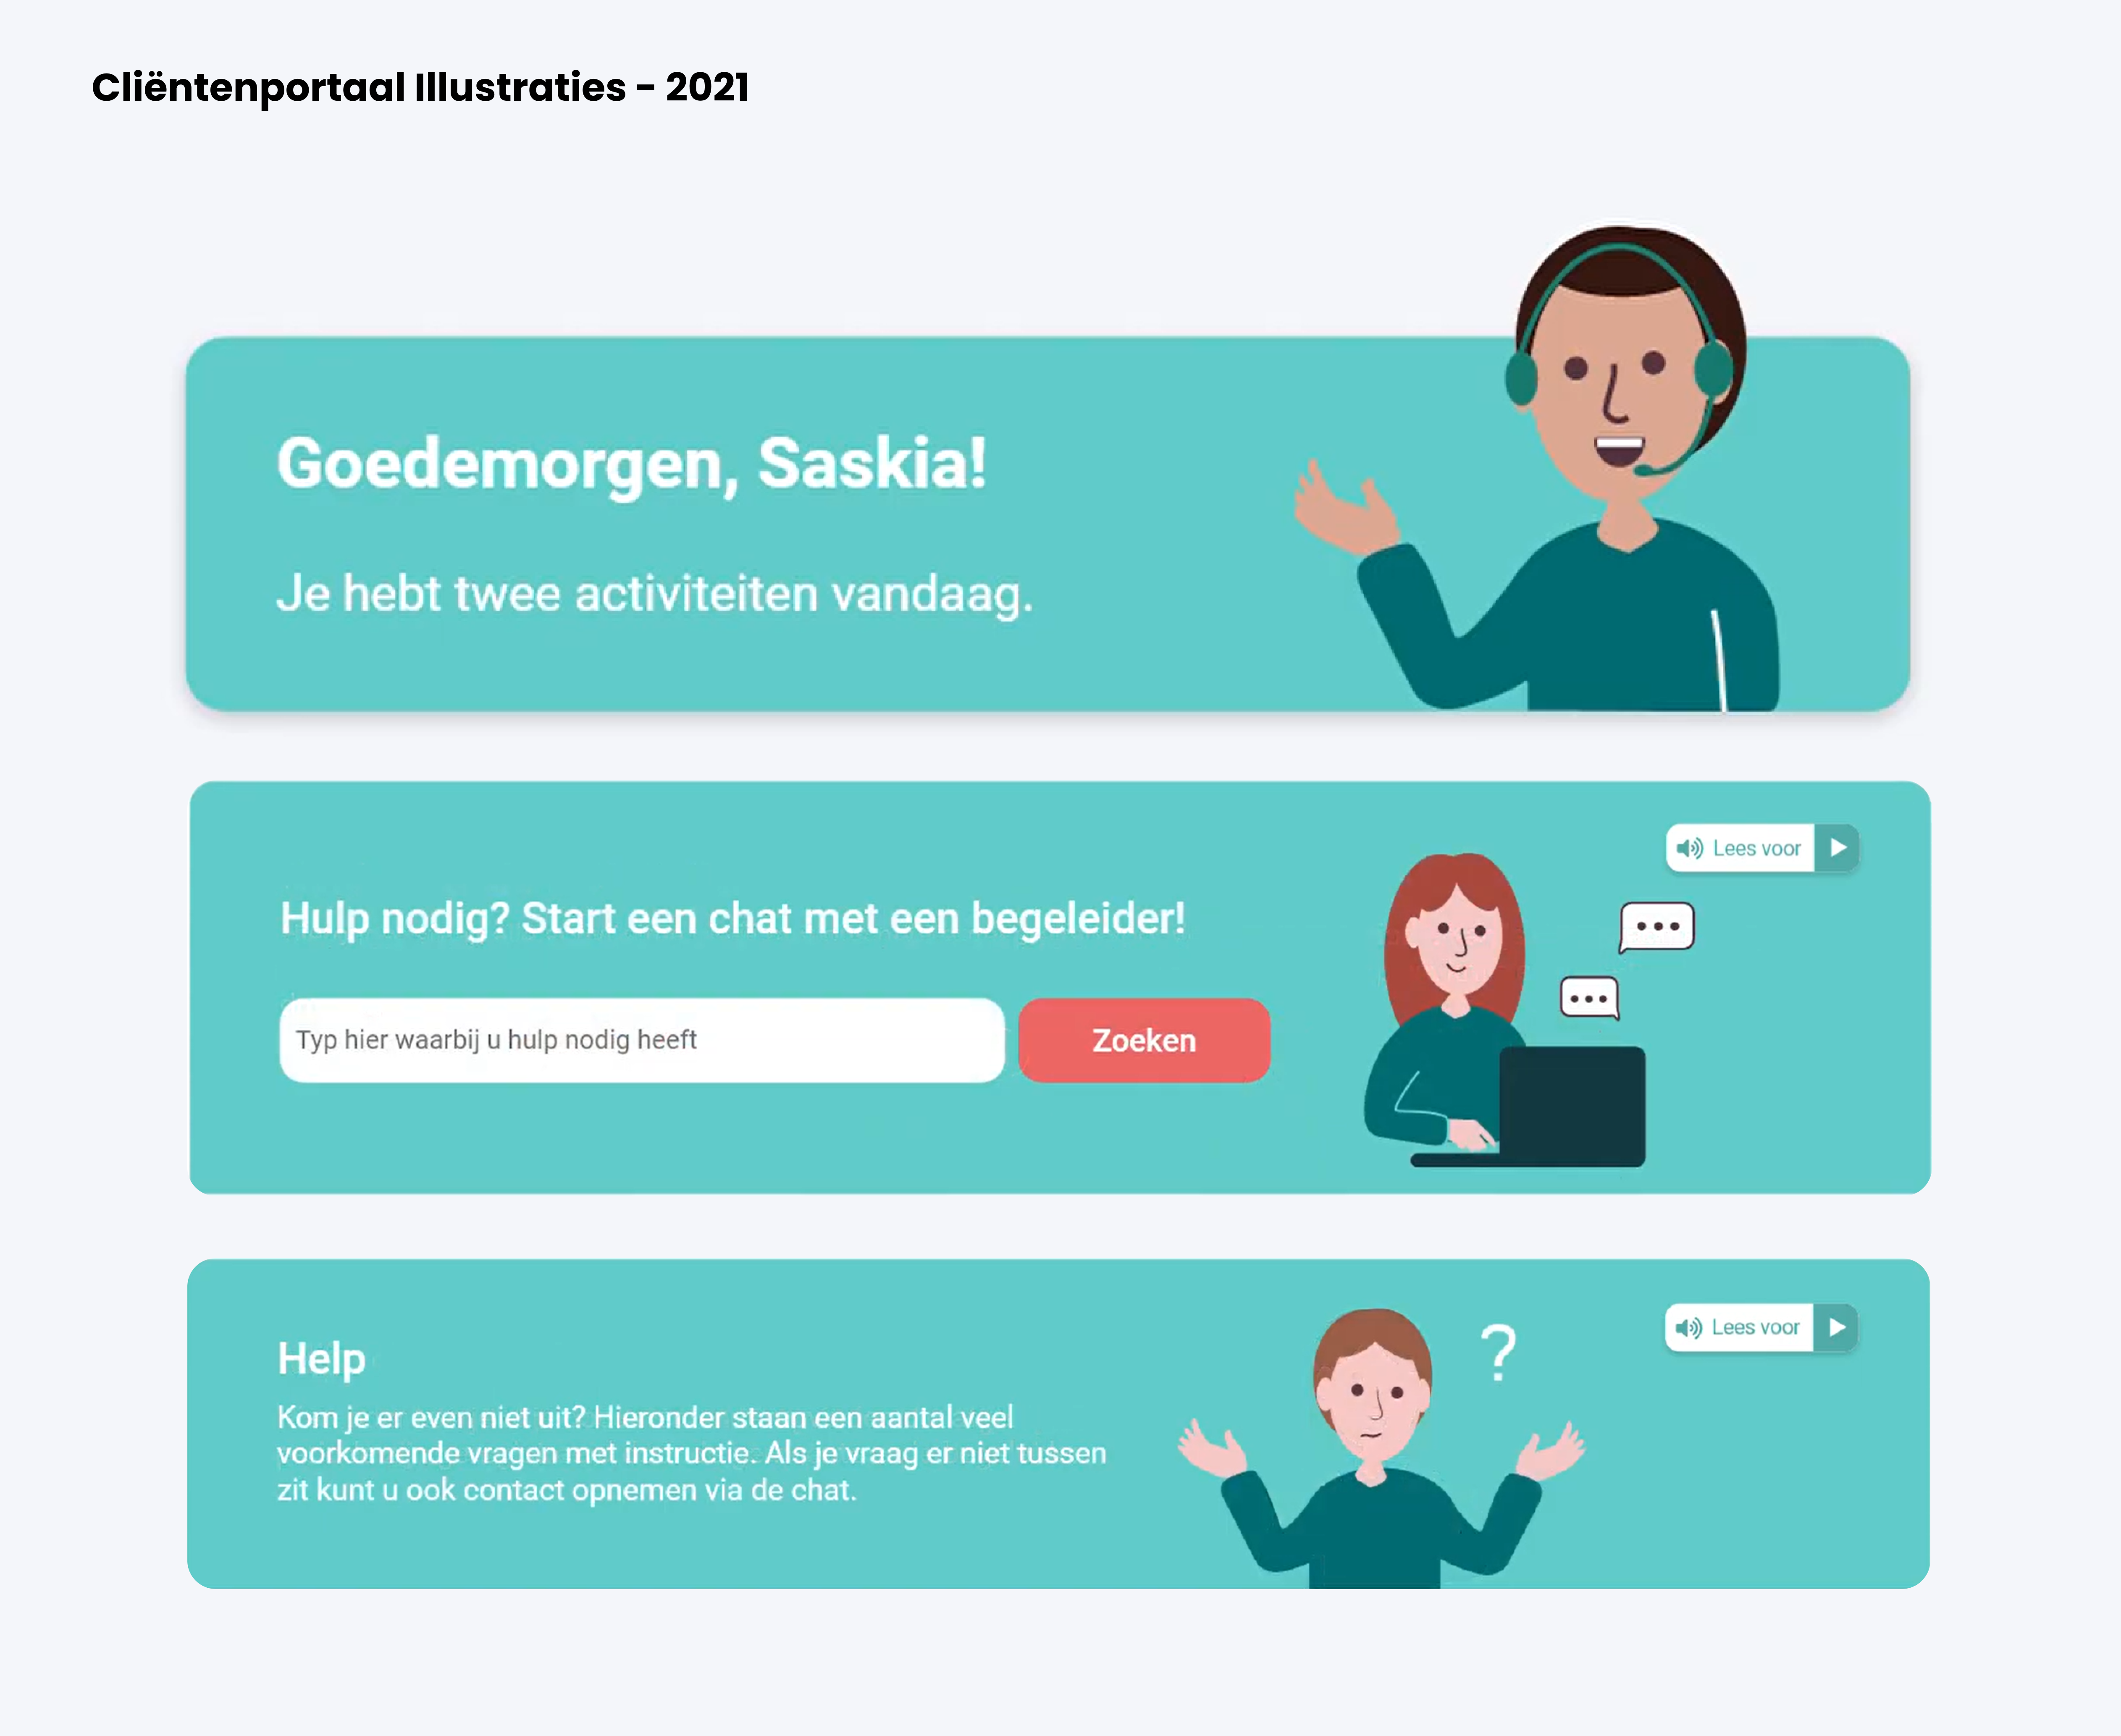 Cliëntenportaal Illustraties - 2021
Goedemorgen, Saskia!
Je hebt twee activiteiten vandaag.
Lees voor
Hulp nodig? Start een chat met een begeleider!
Typ hier waarbij u hulp nodig heeft
Zoeken
Lees voor
?
Help
Kom je er even niet uit? Hieronder staan een aantal veel
voorkomende vragen met instructie. Als je vraag er niet tussen
zit kunt u ook contact opnemen via de chat.